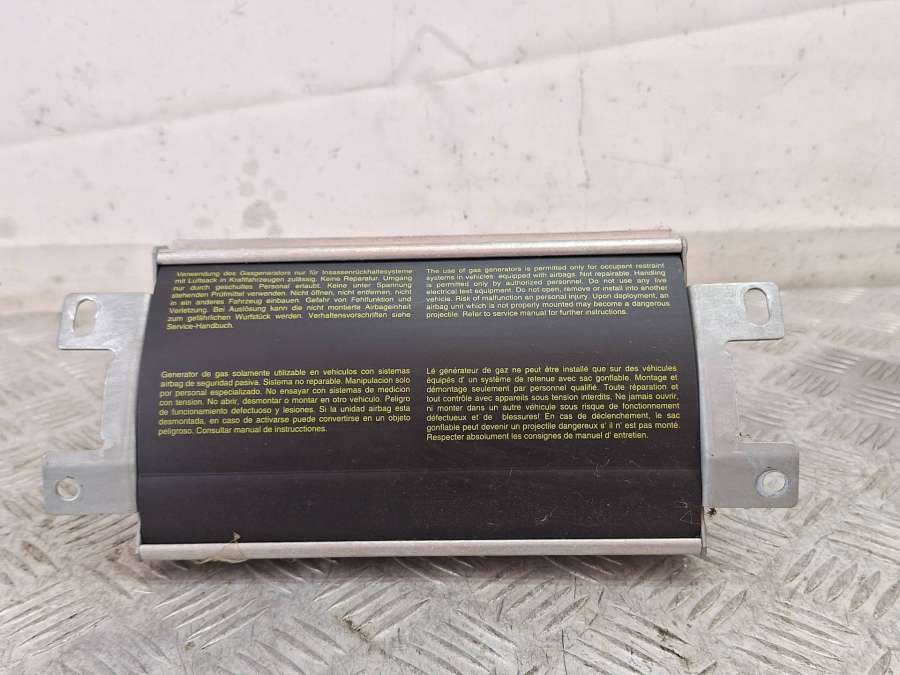 Verwendung des Gasgenerators nur für Insassenrückhaltesysteme
mit Luftsack in Kraftfahrzeugen zulässig. Keine Reparatur. Umgang
nur durch geschultes Personal erlaubt. Keine unter Spannung
stehenden Prüfmittel verwenden. Nicht öffnen, nicht entfernen, nicht
in ein anderes Fahrzeug einbauen. Gefahr von Fehlfunktion und
Verletzung. Bei Auslösung kann die nicht montierte Airbageinheit
zum gefährlichen Wurfstück werden. Verhaltensvorschriften siehe
Service-Handbuch.
The use of gas generators is permitted only for occupant restraint
systems in vehicles equipped with airbags. Not repairable. Handling
is permitted only by authorized personnel. Do not use any live
electrical test equipment. Do not open, remove or install into another
vehicle. Risk of malfunction en personal injury. Upon deployment, an
airbag unit which is not properly mounted may become a dangerous
projectile. Refer to service manual for further instructions.
Generator de gas solamente utilizable en vehiculos con sistemas
airbag de seguridad pasiva. Sistema no reparable. Manipulacion solo
por personal especializado. No ensayar con sistemas de medicion
con tension. No abrir, desmontar o montar en otro vehiculo. Peligro
de funcionamiento defectuoso y lesiones. Si la unidad airbag esta
desmontada, en caso de activarse puede convertirse en un objeto
peligroso. Consultar manual de instrucciones.
Lé générateur de gaz ne peut être installé que sur des véhicules
équipés d' un système de retenue avec sac gonflable. Montage et
démontage seulement par personnel qualifié. Toute réparation et
tout contrôle avec appareils sous tension interdits. Ne jamais ouvrir,
ni monter dans un autre véhicule sous risque de fonctionnement
défectueux et de blessures! En cas de déclenchement, le sac
gonflable peut devenir un projectile dangereux s' il n' est pas monté.
Respecter absolument les consignes de manuel d' entretien.